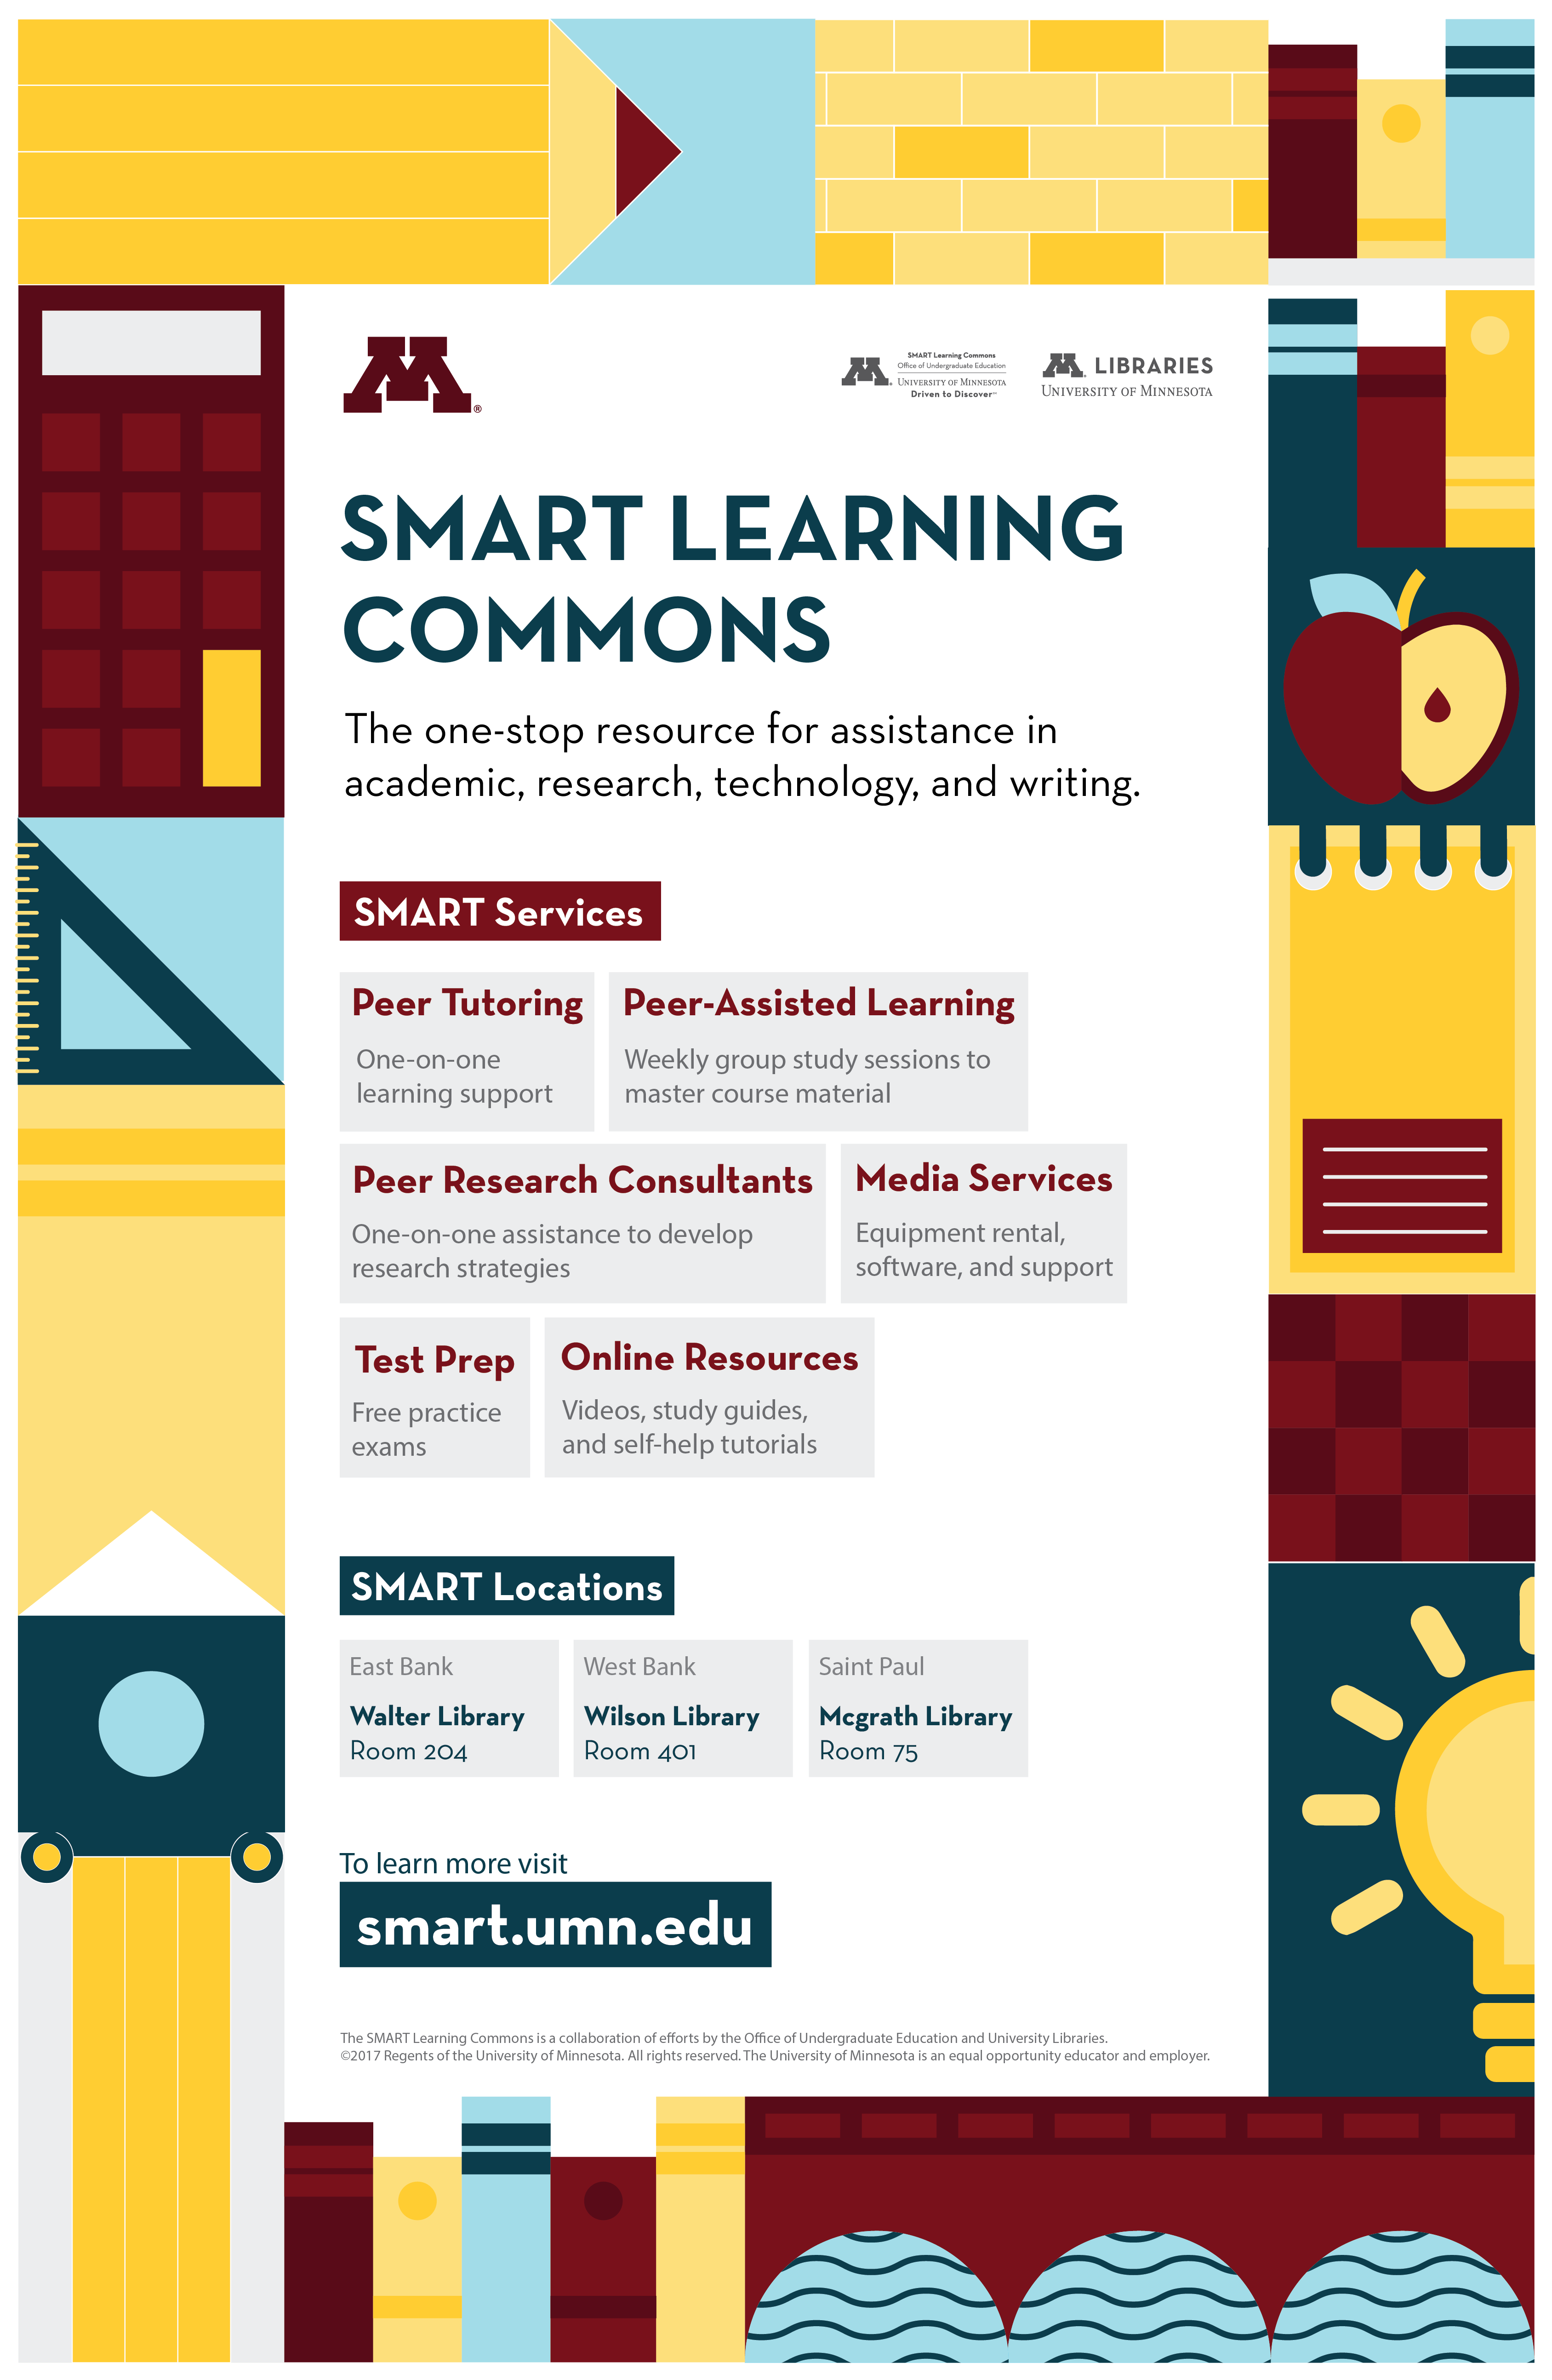 M®
SMART Learning Commons
Office of Undergraduate Education
UNIVERSITY OF MINNESOTA
Driven to Discover℠
LIBRARIES
UNIVERSITY OF MINNESOTA
SMART LEARNING
COMMONS
The one-stop resource for assistance in
academic, research, technology, and writing.
SMART Services
Peer Tutoring
One-on-one
learning support
Peer-Assisted Learning
Weekly group study sessions to
master course material
Peer Research Consultants
One-on-one assistance to develop
research strategies
Media Services
Equipment rental,
software, and support
Test Prep
Free practice
exams
Online Resources
Videos, study guides,
and self-help tutorials
SMART Locations
East Bank
Walter Library
Room 204
West Bank
Wilson Library
Room 401
Saint Paul
Mcgrath Library
Room 75
To learn more visit
smart.umn.edu
The SMART Learning Commons is a collaboration of efforts by the Office of Undergraduate Education and University Libraries.
©2017 Regents of the University of Minnesota. All rights reserved. The University of Minnesota is an equal opportunity educator and employer.